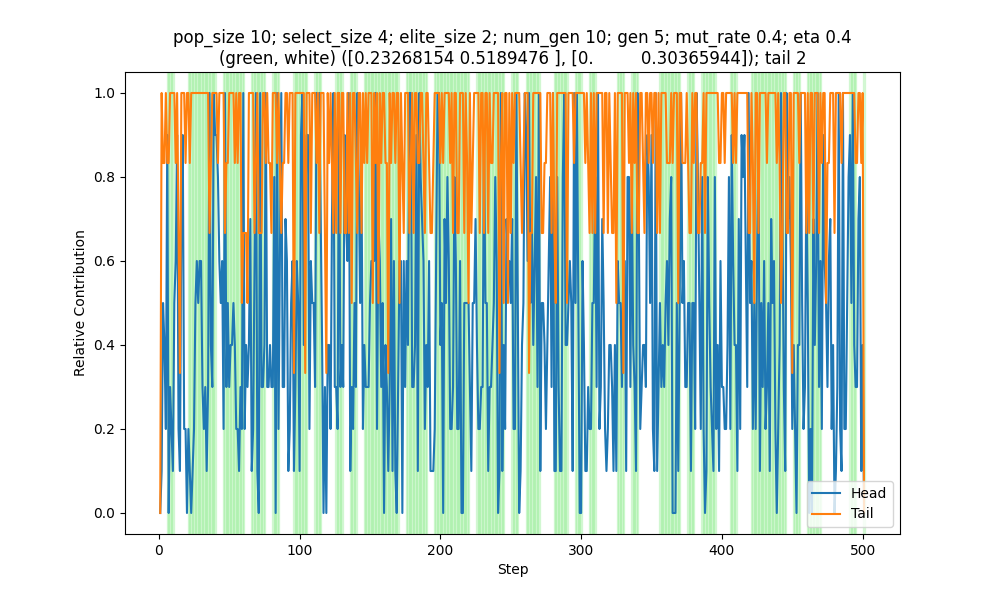 pop_size 10; select_size 4; elite_size 2; num_gen 10; gen 5; mut_rate 0.4; eta 0.4
(green, white) ([0.23268154 0.5189476 ], [0.         0.30365944]); tail 2
1.0
0.8
0.6
0.4
0.2
0.0
Relative Contribution
Head
Tail
0
100
200
300
400
500
Step